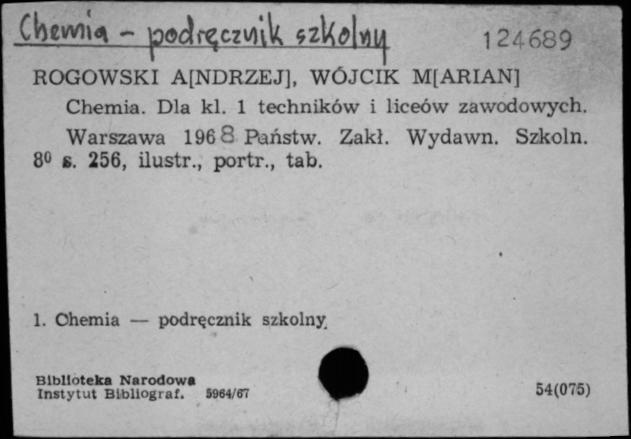 Chemia - podręcznik szkolny
124689
ROGOWSKI A[NDRZEJ], WÓJCIK M[ARIAN]
Chemia. Dla kl. 1 techników i liceów zawodowych.
Warszawa 1968 Państw. Zakł. Wydawn. Szkoln.
8⁰ s. 256, ilustr., portr., tab.
1. Chemia — podręcznik szkolny.
Biblioteka Narodowa
Instytut Bibliograf. 5964/67
54(075)